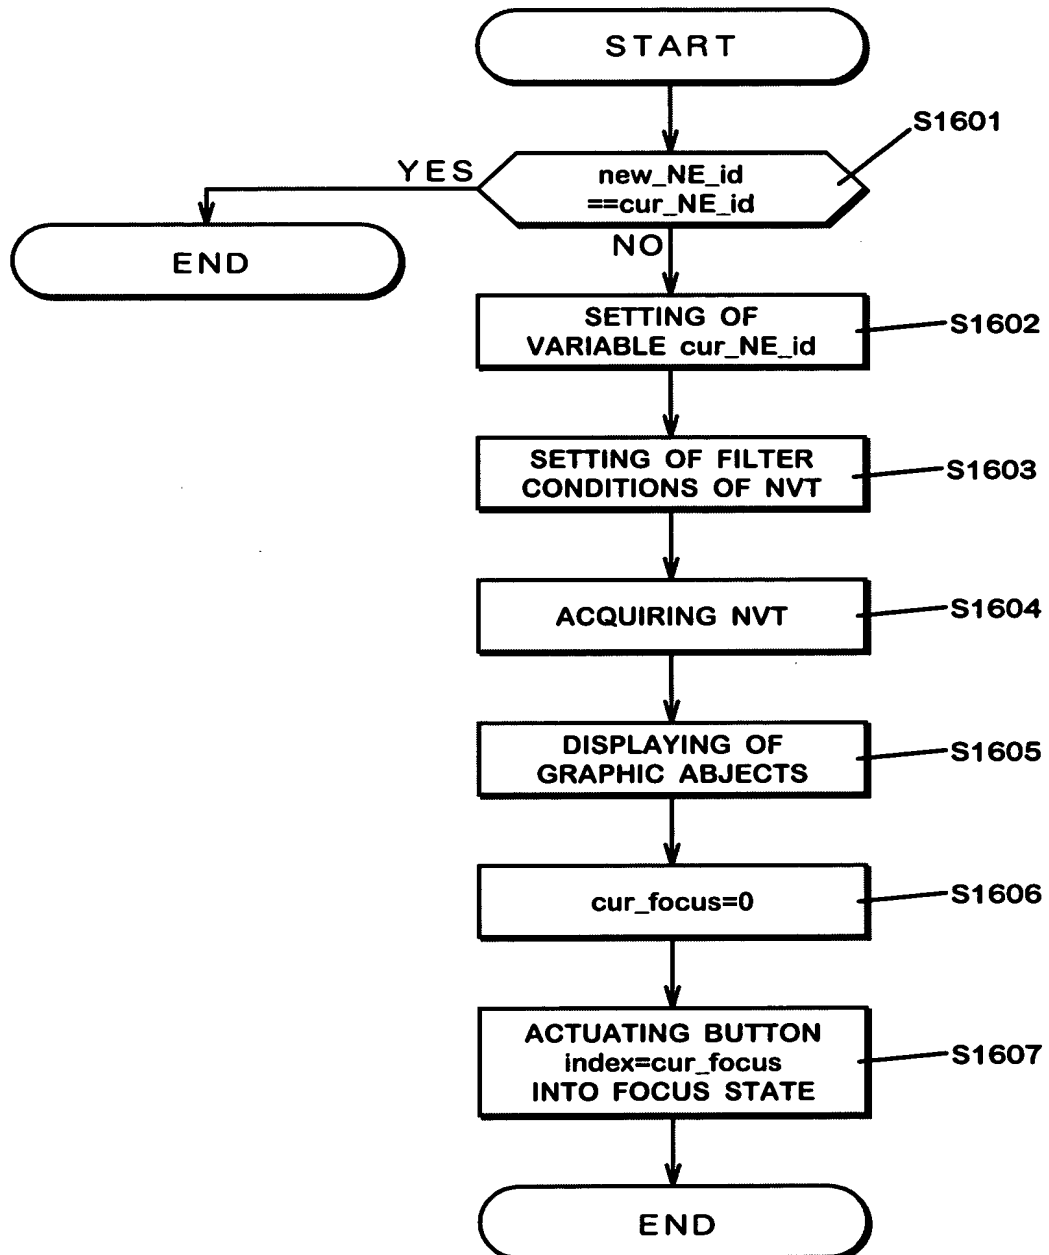 START
S1601
YES
new_NE_id
==cur_NE_id
END
NO
SETTING OF
VARIABLE cur_NE_id
S1602
SETTING OF FILTER
CONDITIONS OF NVT
S1603
ACQUIRING NVT
S1604
DISPLAYING OF
GRAPHIC ABJECTS
S1605
cur_focus=0
S1606
ACTUATING BUTTON
index=cur_focus
INTO FOCUS STATE
S1607
END